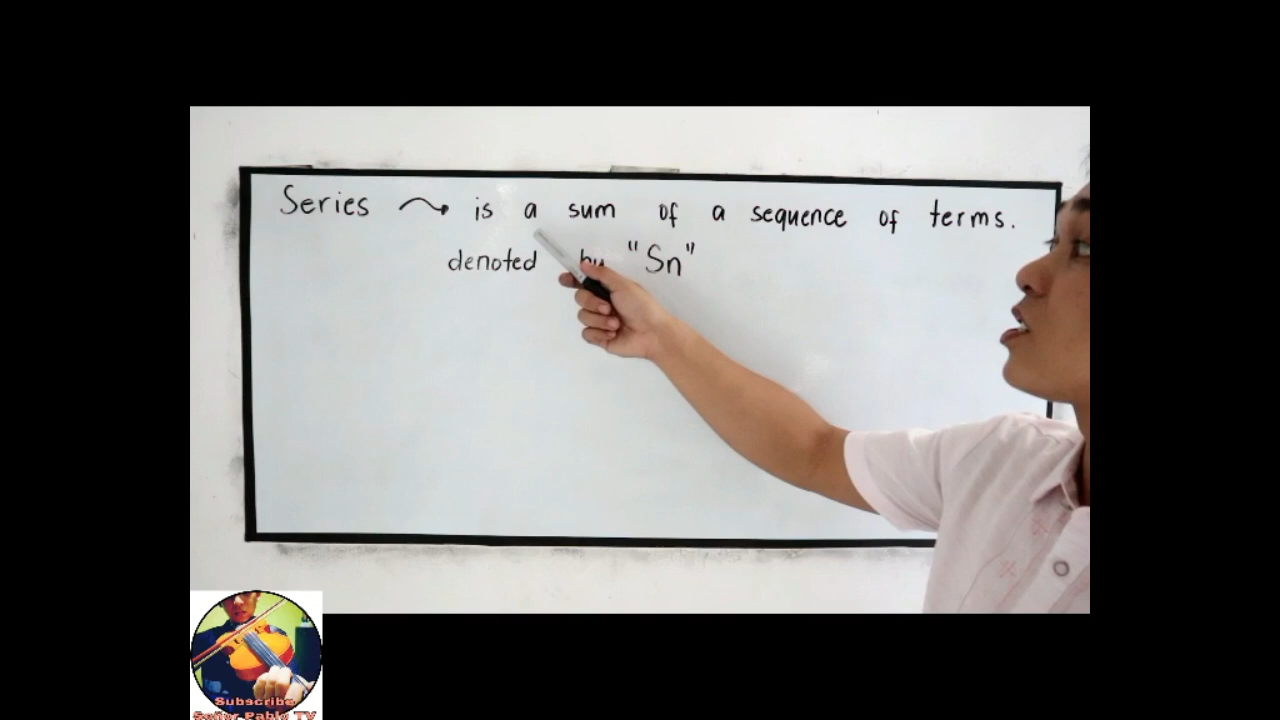 Series is a sum of a sequence of terms.
denoted by "Sn"
Subscribe
Señor Pablo TV